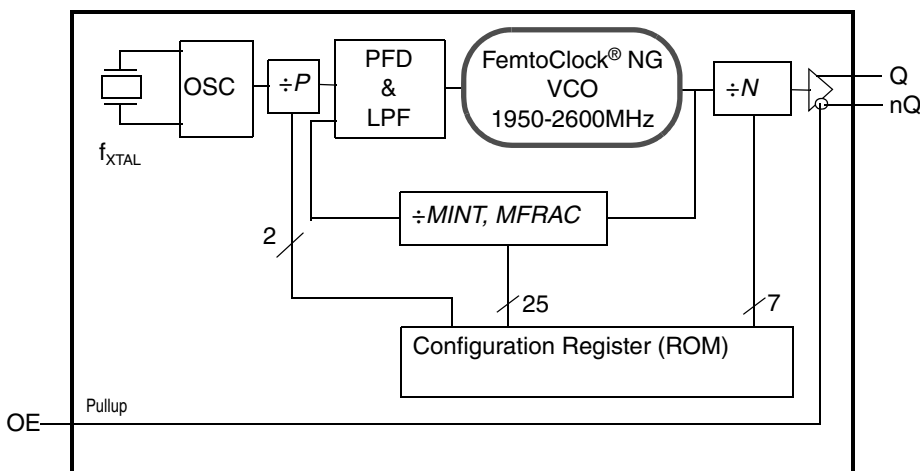 OSC
÷P
PFD
&
LPF
FemtoClock® NG
VCO
1950-2600MHz
÷N
Q
nQ
fXTAL
÷MINT, MFRAC
2
25
7
Configuration Register (ROM)
Pullup
OE